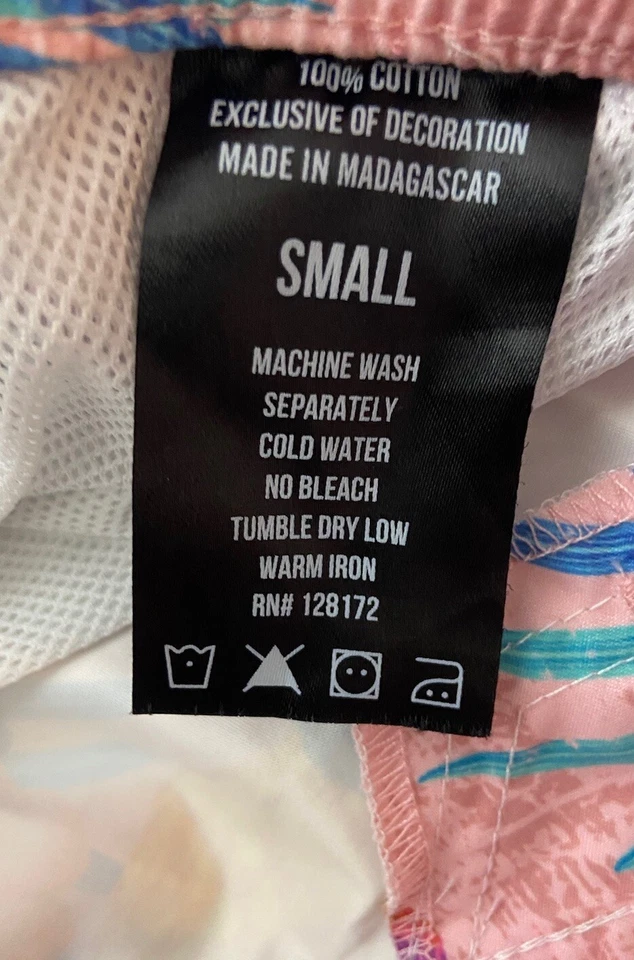 100% COTTON
EXCLUSIVE OF DECORATION
MADE IN MADAGASCAR
SMALL
MACHINE WASH
SEPARATELY
COLD WATER
NO BLEACH
TUMBLE DRY LOW
WARM IRON
RN# 128172